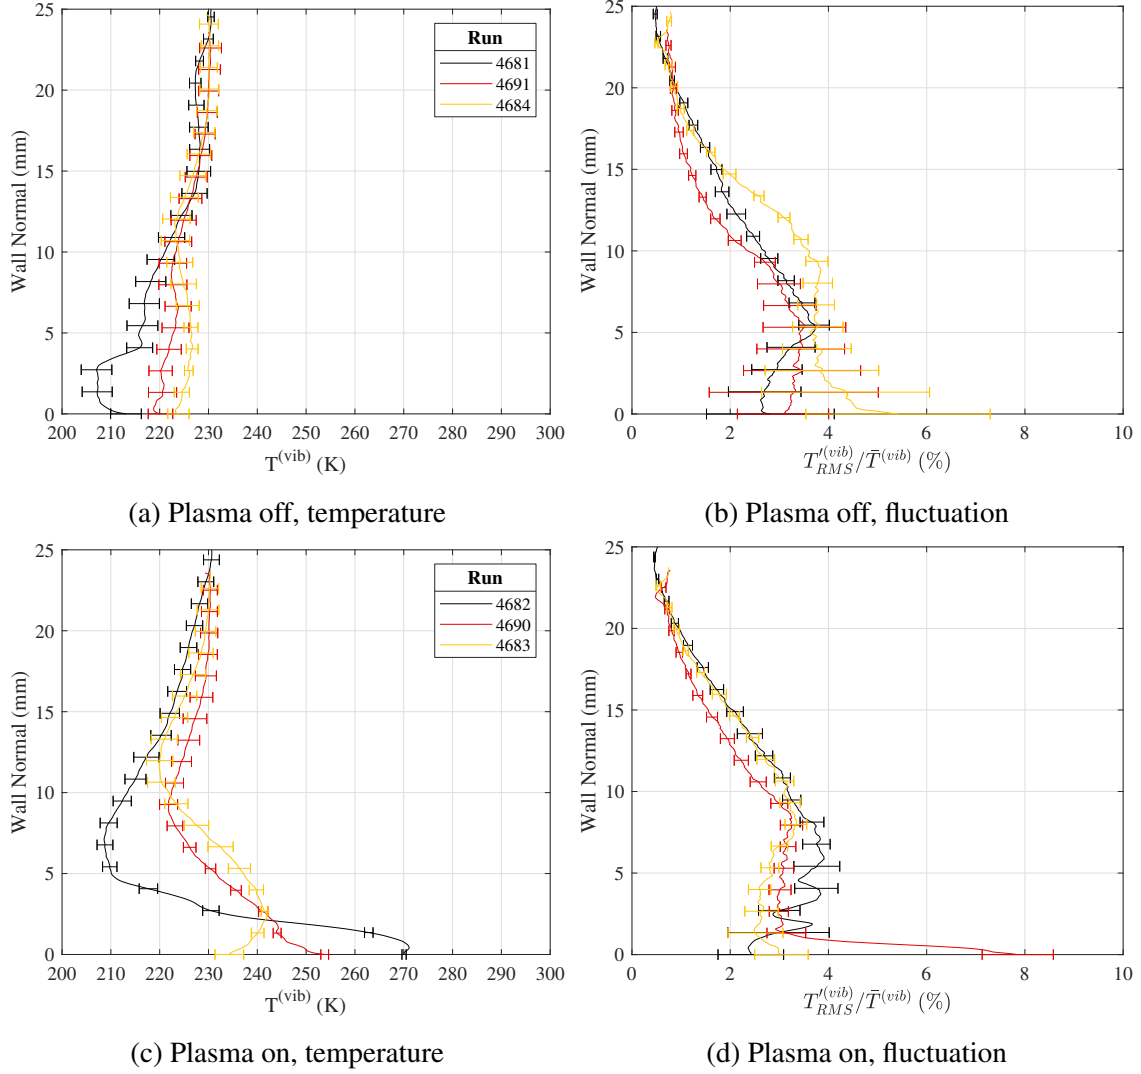 25
20
15
10
5
0
Wall Normal (mm)
Run
4681
4691
4684
200 210 220 230 240 250 260 270 280 290 300
T^(vib) (K)
(a) Plasma off, temperature
25
20
15
10
5
0
Wall Normal (mm)
0 2 4 6 8 10
T'^(vib)_RMS/T̄^(vib) (%)
(b) Plasma off, fluctuation
25
20
15
10
5
0
Wall Normal (mm)
Run
4682
4690
4683
200 210 220 230 240 250 260 270 280 290 300
T^(vib) (K)
(c) Plasma on, temperature
25
20
15
10
5
0
Wall Normal (mm)
0 2 4 6 8 10
T'^(vib)_RMS/T̄^(vib) (%)
(d) Plasma on, fluctuation